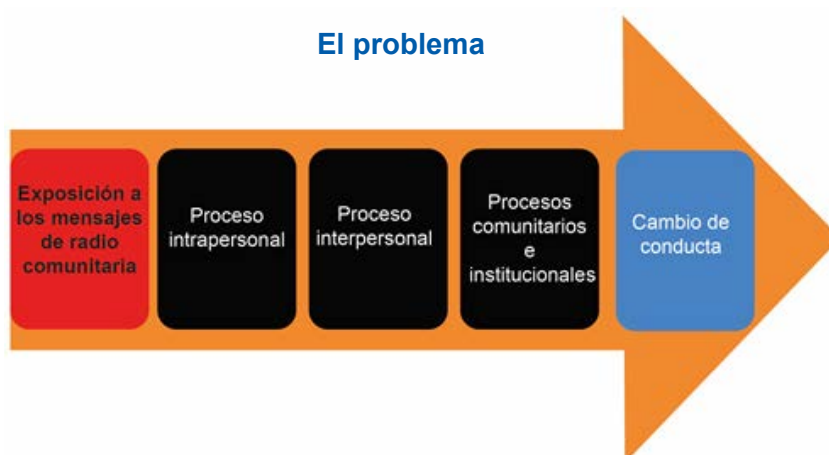 El problema
Exposición a
los mensajes
de radio
comunitaria
Proceso
intrapersonal
Proceso
interpersonal
Procesos
comunitarios
e
institucionales
Cambio de
conducta